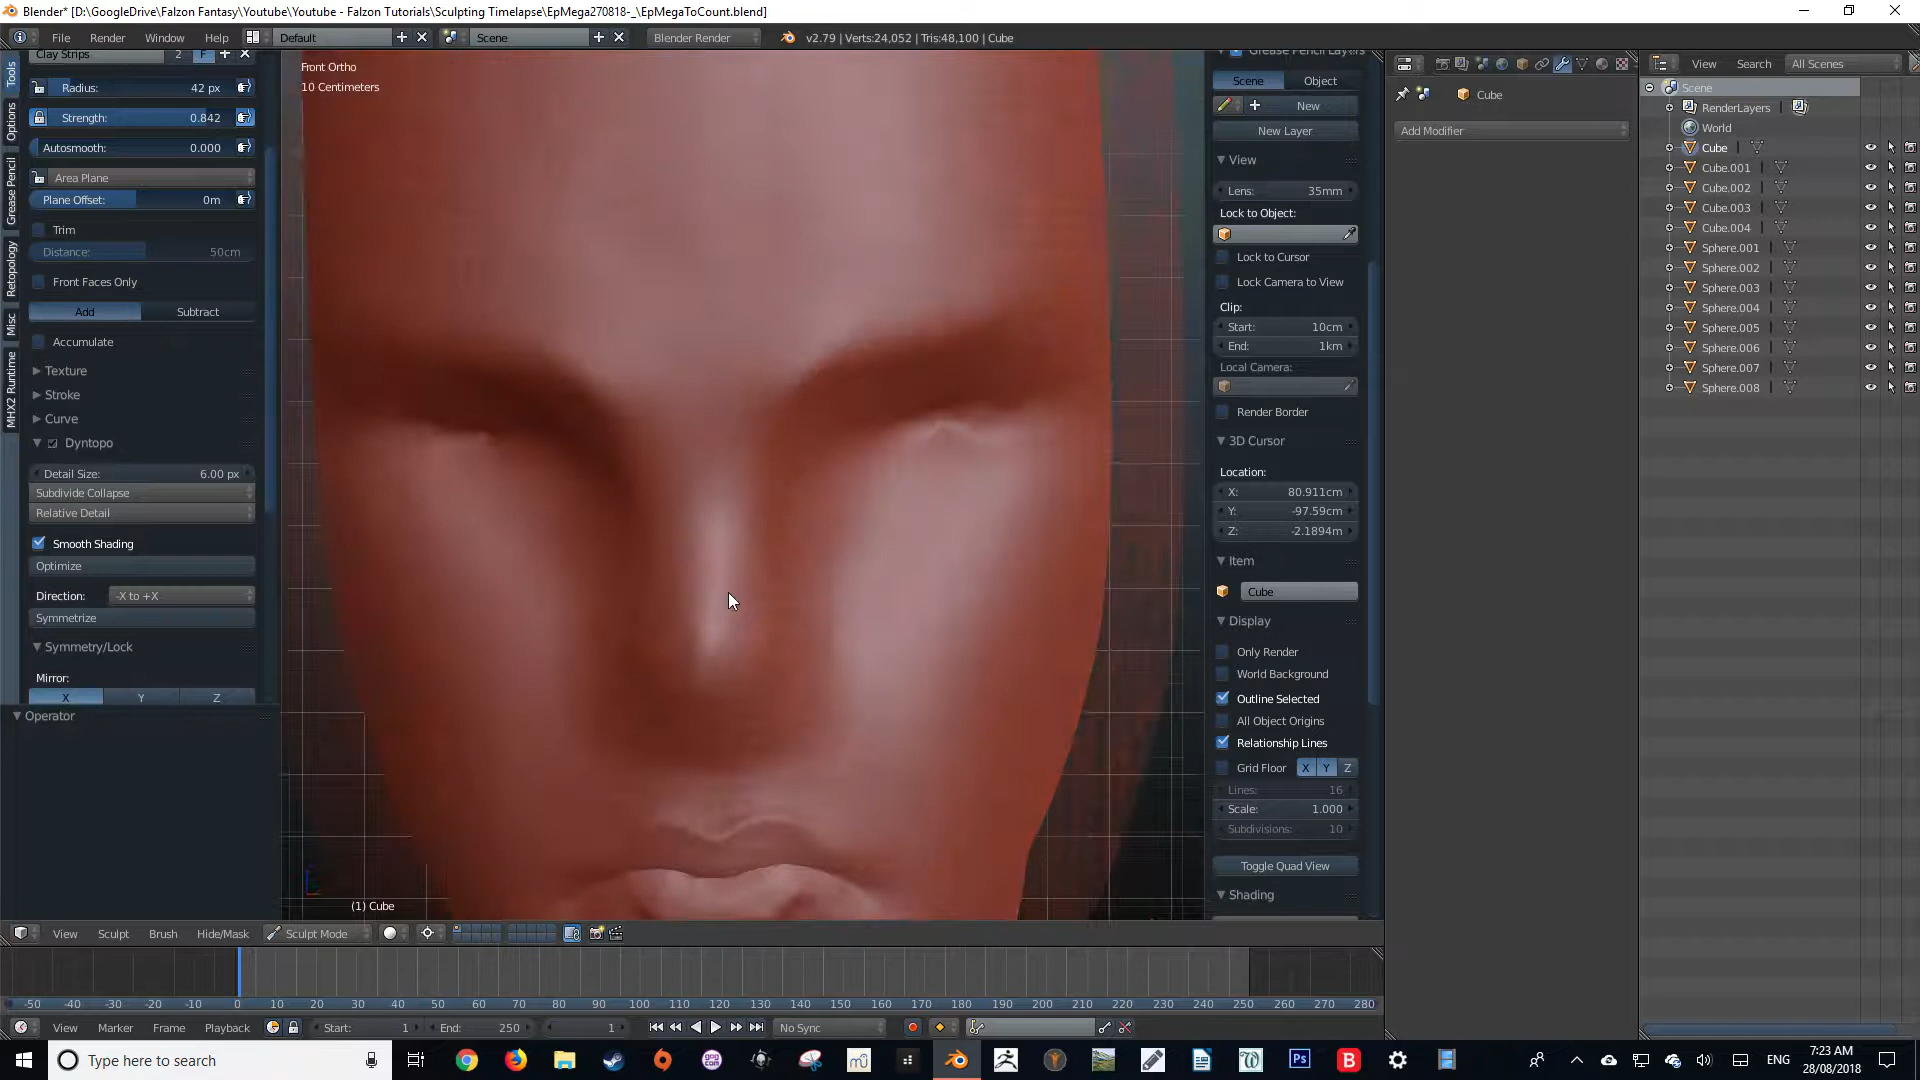 Blender* [D:\GoogleDrive\Falzon Fantasy\Youtube\Youtube - Falzon Tutorials\Sculpting Timelapse\EpMega270818-_\EpMegaToCount.blend]
File Render Window Help Default Scene Blender Render v2.79 | Verts:24,052 | Tris:48,100 | Cube
Clay Strips 2 F
Radius: 42 px
Strength: 0.842
Autosmooth: 0.000
Area Plane
Plane Offset: 0m
Trim
Distance: 50cm
Front Faces Only
Add Subtract
Accumulate
Texture
Stroke
Curve
Dyntopo
Detail Size: 6.00 px
Subdivide Collapse
Relative Detail
Smooth Shading
Optimize
Direction: -X to +X
Symmetrize
Symmetry/Lock
Mirror:
X Y Z
Operator
Tools
Options
Grease Pencil
Retopology
Misc
MHX2 Runtime
Front Ortho
10 Centimeters
(1) Cube
Grease Pencil Layers
Scene Object
New
New Layer
View
Lens: 35mm
Lock to Object:
Lock to Cursor
Lock Camera to View
Clip:
Start: 10cm
End: 1km
Local Camera:
Render Border
3D Cursor
Location:
X: 80.911cm
Y: -97.59cm
Z: -2.1894m
Item
Cube
Display
Only Render
World Background
Outline Selected
All Object Origins
Relationship Lines
Grid Floor X Y Z
Lines: 16
Scale: 1.000
Subdivisions: 10
Toggle Quad View
Shading
Cube
Add Modifier
View Search All Scenes
Scene
RenderLayers
World
Cube
Cube.001
Cube.002
Cube.003
Cube.004
Sphere.001
Sphere.002
Sphere.003
Sphere.004
Sphere.005
Sphere.006
Sphere.007
Sphere.008
View Sculpt Brush Hide/Mask Sculpt Mode
-50 -40 -30 -20 -10 0 10 20 30 40 50 60 70 80 90 100 110 120 130 140 150 160 170 180 190 200 210 220 230 240 250 260 270 280
View Marker Frame Playback Start: 1 End: 250 1 No Sync
Type here to search
ENG
7:23 AM
28/08/2018